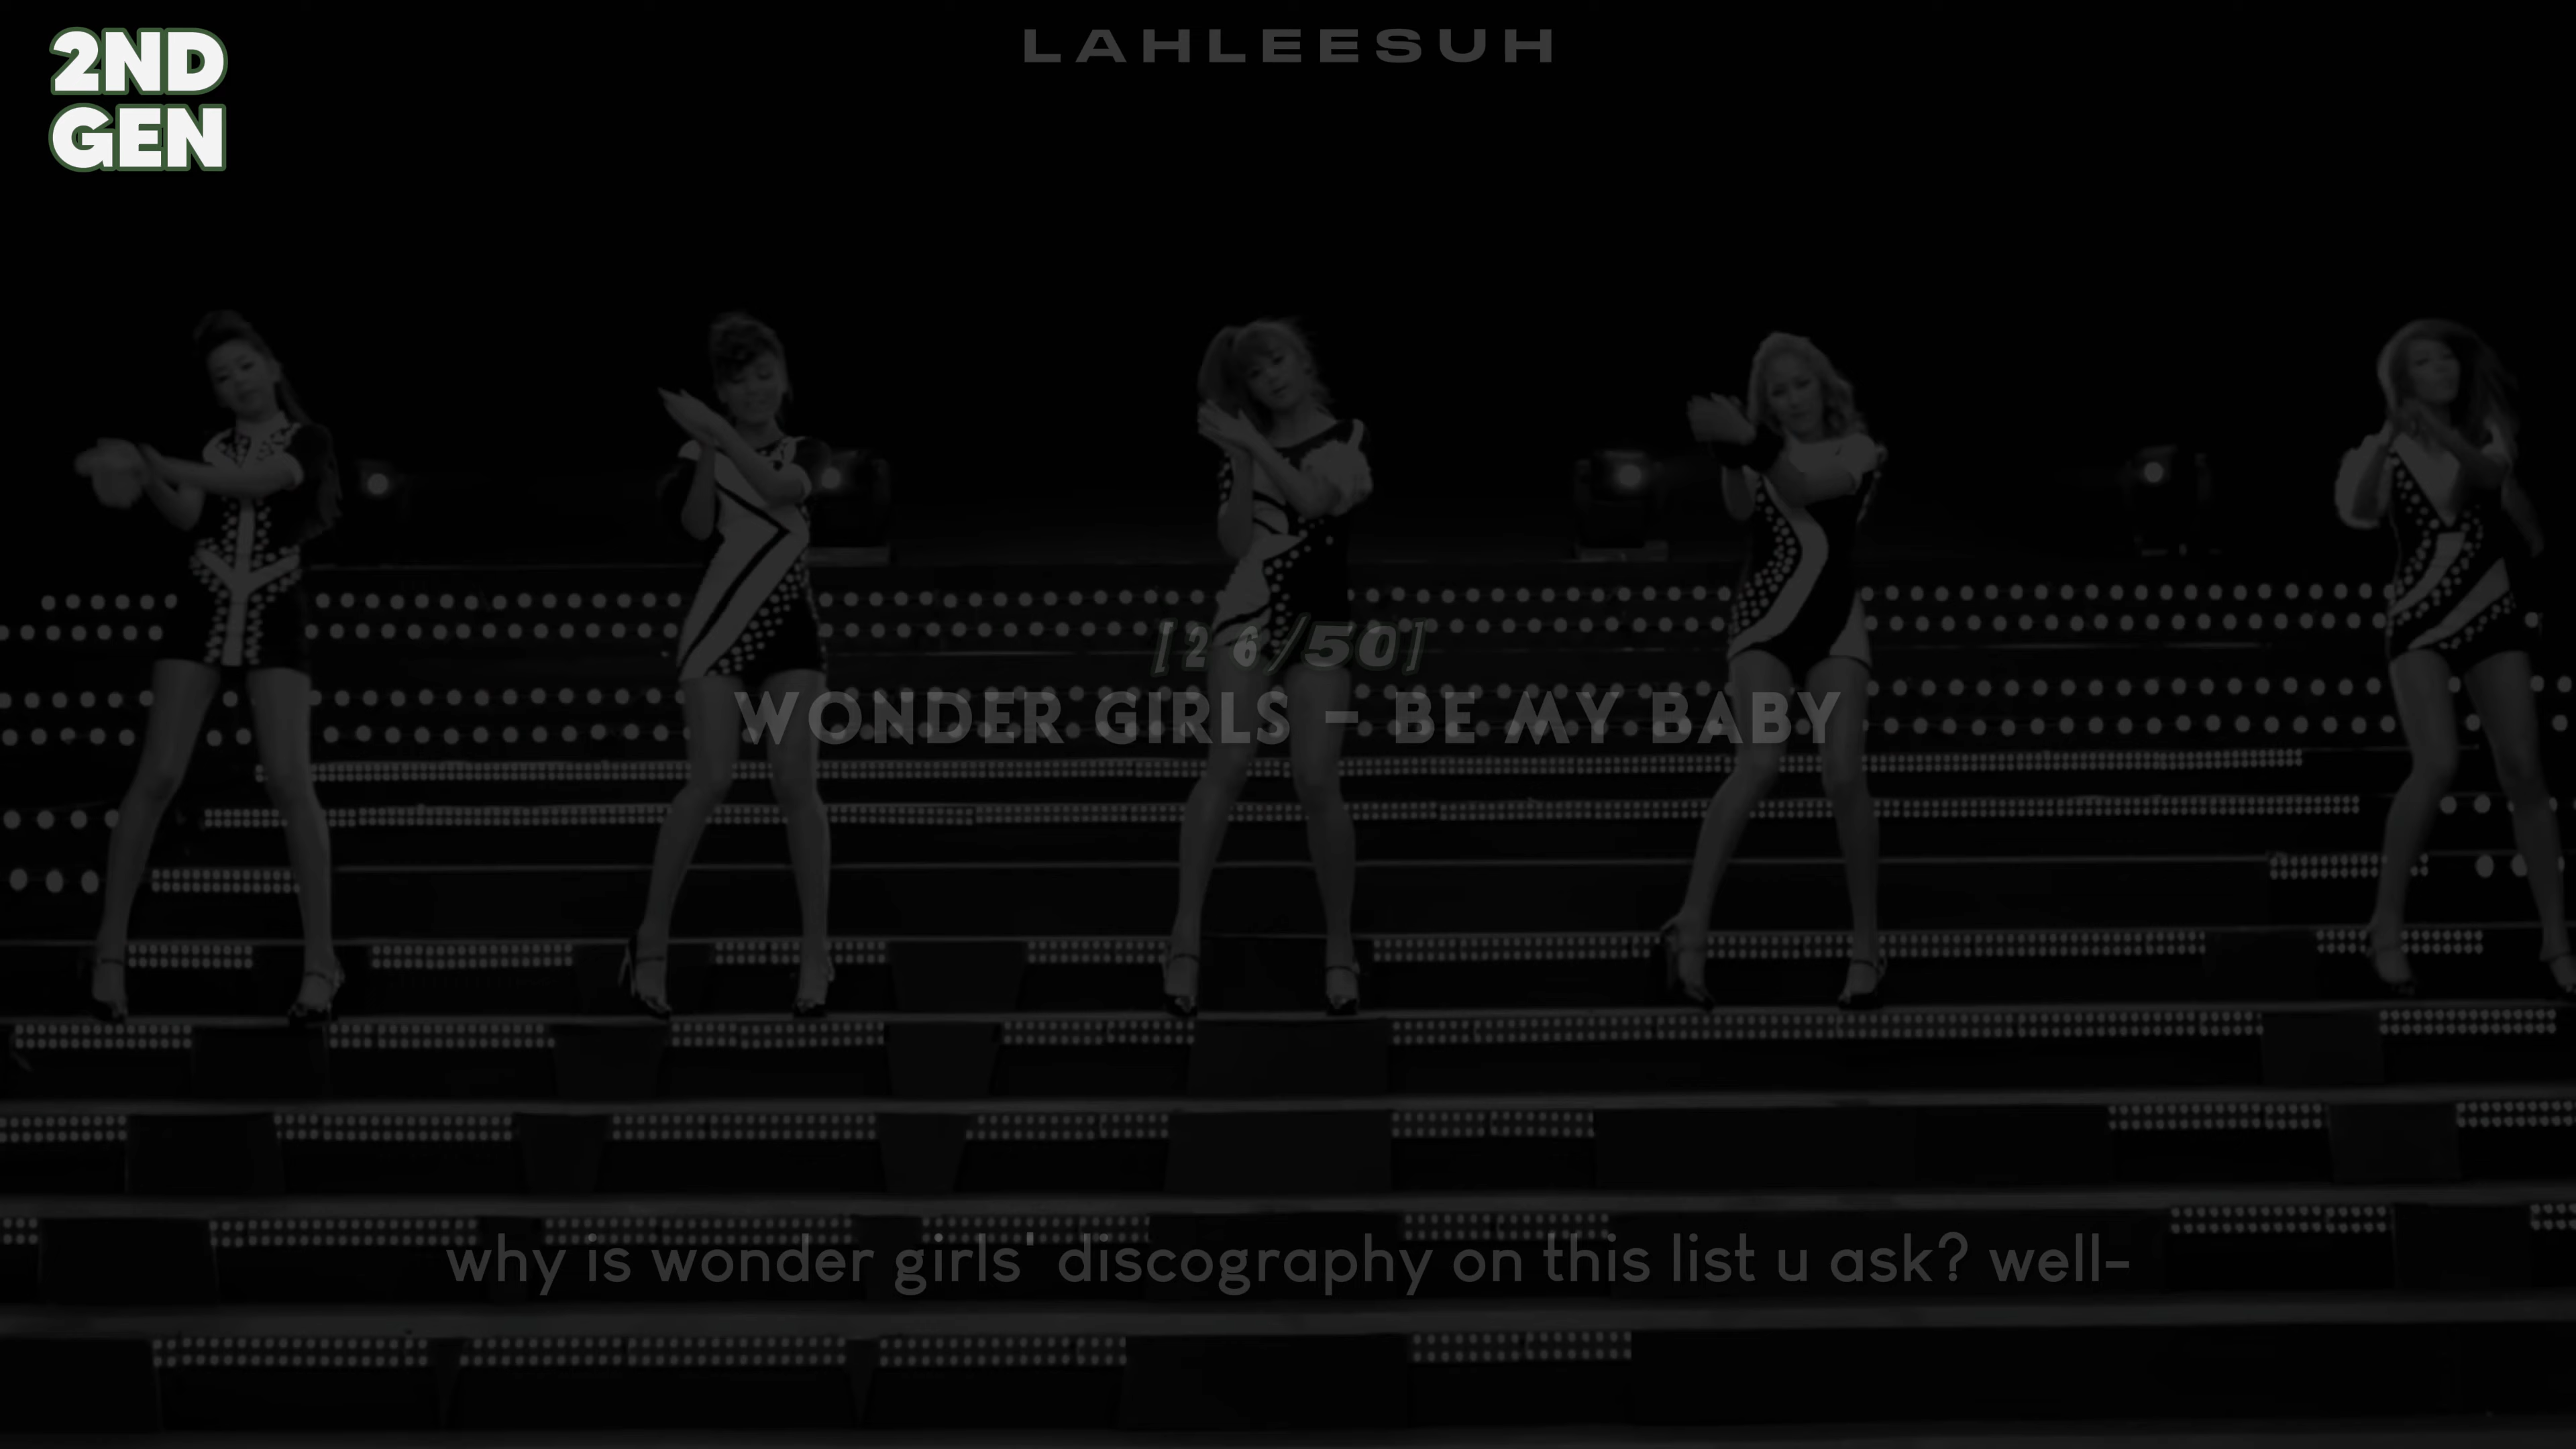 2ND
GEN
LAHLEESUH
[26/50]
WONDER GIRLS - BE MY BABY
why is wonder girls' discography on this list u ask? well-